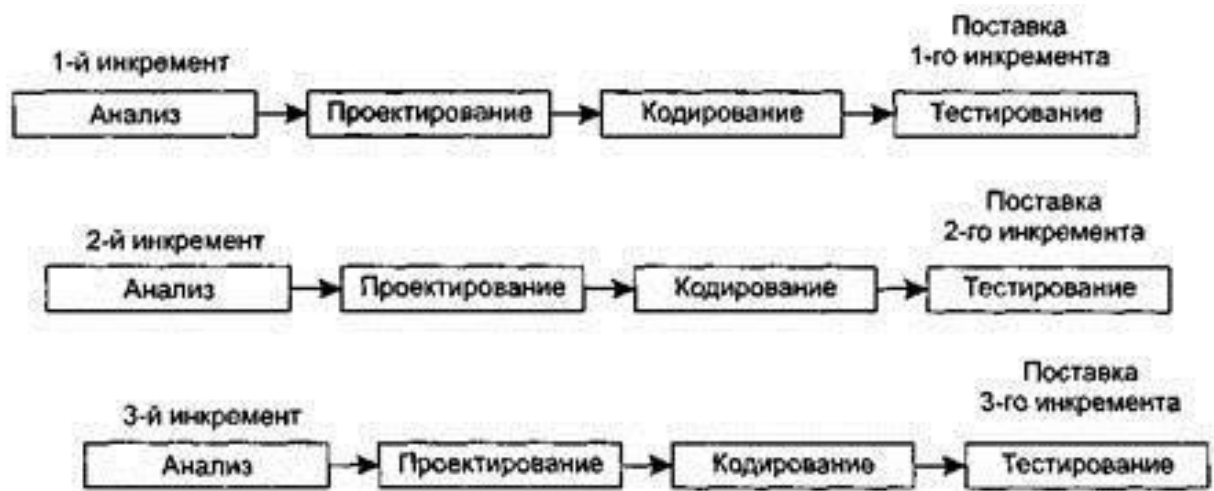 1-й инкремент
Поставка
1-го инкремента
Анализ
Проектирование
Кодирование
Тестирование
2-й инкремент
Поставка
2-го инкремента
Анализ
Проектирование
Кодирование
Тестирование
3-й инкремент
Поставка
3-го инкремента
Анализ
Проектирование
Кодирование
Тестирование